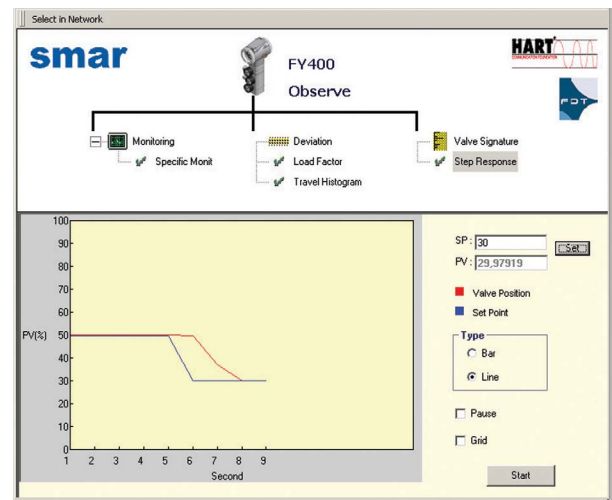 Select in Network
smar
HART
COMMUNICATION FOUNDATION
FY400
Observe
FDT
Monitoring
Specific Monit
Deviation
Load Factor
Travel Histogram
Valve Signature
Step Response
100
90
80
70
60
PV(%) 50
40
30
20
10
0
1 2 3 4 5 6 7 8 9
Second
SP: 30 Set
PV: 29,97919
Valve Position
Set Point
Type
Bar
Line
Pause
Grid
Start